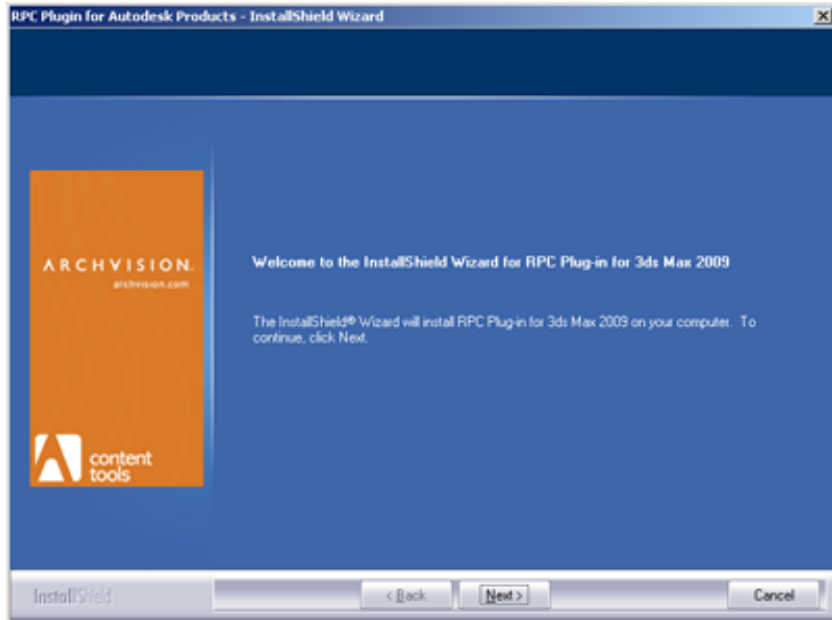 RPC Plugin for Autodesk Products - InstallShield Wizard
ARCHVISION.
archvision.com
Welcome to the InstallShield Wizard for RPC Plug-in for 3ds Max 2009
The InstallShield® Wizard will install RPC Plug-in for 3ds Max 2009 on your computer. To
continue, click Next.
content
tools
InstallShield
< Back
Next >
Cancel